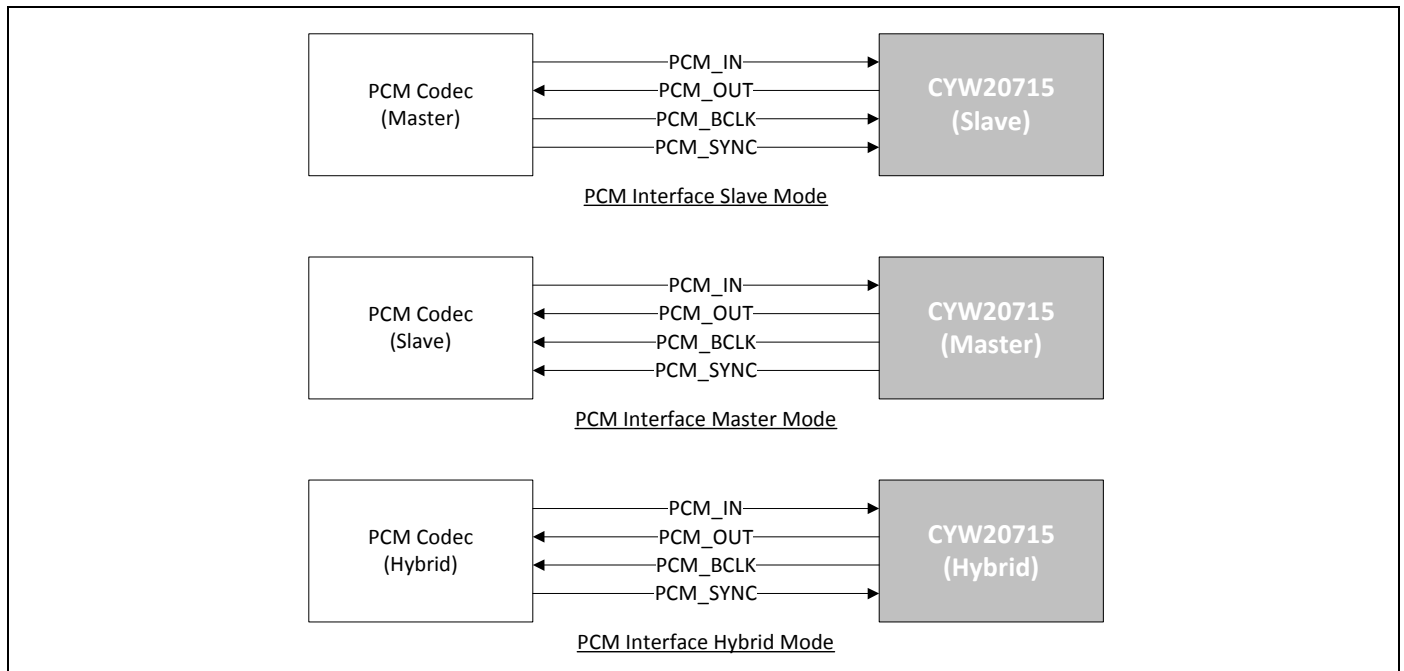 PCM Codec
(Master)
PCM_IN
PCM_OUT
PCM_BCLK
PCM_SYNC
CYW20715
(Slave)
PCM Interface Slave Mode
PCM Codec
(Slave)
PCM_IN
PCM_OUT
PCM_BCLK
PCM_SYNC
CYW20715
(Master)
PCM Interface Master Mode
PCM Codec
(Hybrid)
PCM_IN
PCM_OUT
PCM_BCLK
PCM_SYNC
CYW20715
(Hybrid)
PCM Interface Hybrid Mode